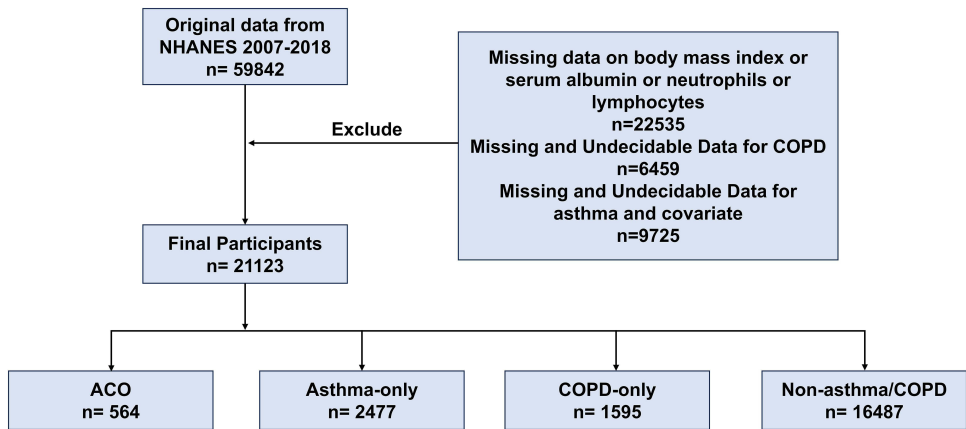 Original data from
NHANES 2007-2018
n= 59842
Missing data on body mass index or
serum albumin or neutrophils or
lymphocytes
n=22535
Missing and Undecidable Data for COPD
n=6459
Missing and Undecidable Data for
asthma and covariate
n=9725
Exclude
Final Participants
n= 21123
ACO
n= 564
Asthma-only
n= 2477
COPD-only
n= 1595
Non-asthma/COPD
n= 16487